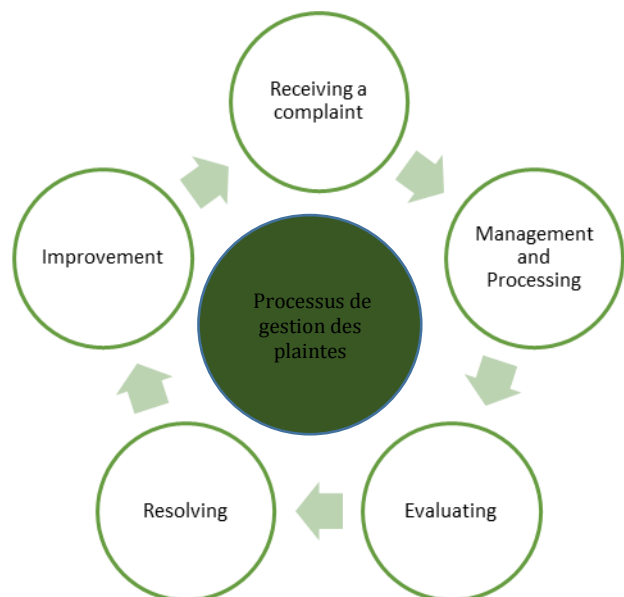 Receiving a
complaint
Management
and
Processing
Evaluating
Resolving
Improvement
Processus de
gestion des
plaintes